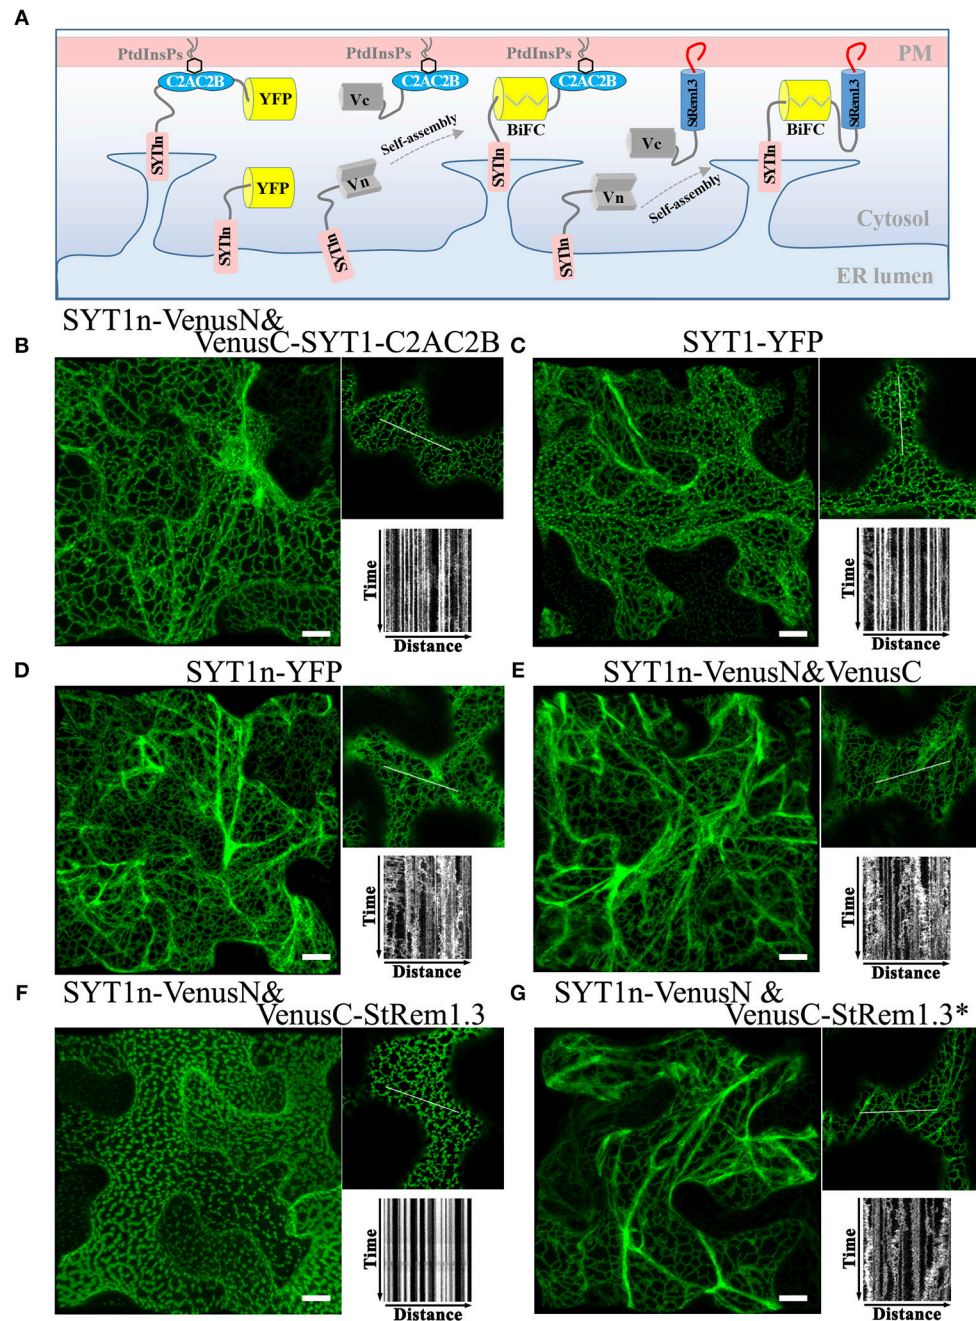 A
PtdInsPs
PtdInsPs
PtdInsPs
PM
C2AC2B
C2AC2B
C2AC2B
YFP
Vc
BiFC
StRem1.3
BiFC
StRem1.3
SYT1n
YFP
Vn
Self-assembly
SYT1n
Vc
Vn
Self-assembly
SYT1n
SYT1n
SYT1n
SYT1n
Cytosol
ER lumen
B
SYT1n-VenusN&
VenusC-SYT1-C2AC2B
Time
Distance
C
SYT1-YFP
Time
Distance
D
SYT1n-YFP
Time
Distance
E
SYT1n-VenusN&VenusC
Time
Distance
F
SYT1n-VenusN&
VenusC-StRem1.3
Time
Distance
G
SYT1n-VenusN &
VenusC-StRem1.3*
Time
Distance